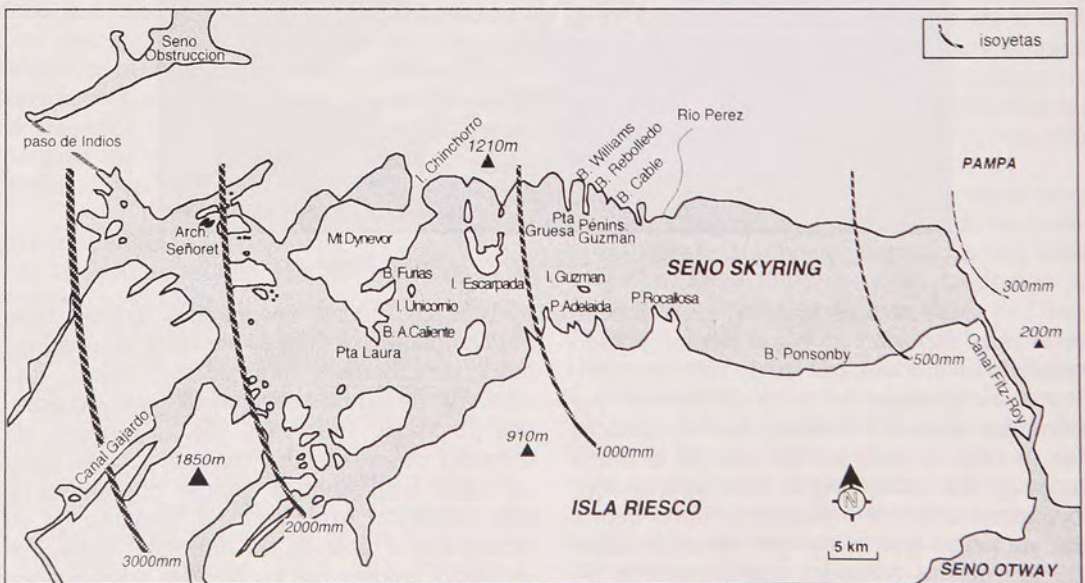 Seno
Obstruccion
isoyetas
paso de Indios
I. Chinchorro
1210m
B. Williams
B. Rebolledo
B. Cable
Rio Perez
PAMPA
Arch.
Señoret
Mt.Dynevor
Pta
Gruesa
Pénins.
Guzman
SENO SKYRING
B. Furias
I. Escarpada
I. Guzman
300mm
I. Unicornio
P.Adelaida
P.Rocallosa
B. A.Caliente
200m
Pta Laura
B. Ponsonby
500mm
Canal Fitz-Roy
Canal Gajardo
1850m
910m
1000mm
2000mm
3000mm
ISLA RIESCO
N
5 km
SENO OTWAY